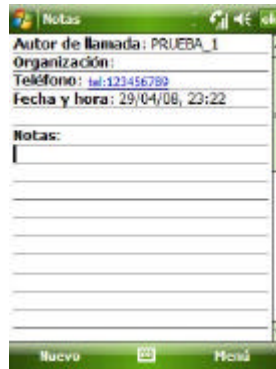 Notas
Autor de llamada: PRUEBA_1
Organización:
Teléfono: tel:123456789
Fecha y hora: 29/04/08, 23:22
Notas:
Nuevo Menú